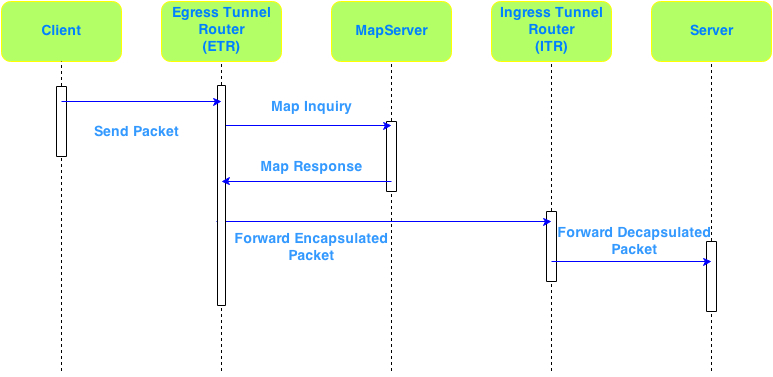 Client
Egress Tunnel
Router
(ETR)
MapServer
Ingress Tunnel
Router
(ITR)
Server
Send Packet
Map Inquiry
Map Response
Forward Encapsulated
Packet
Forward Decapsulated
Packet